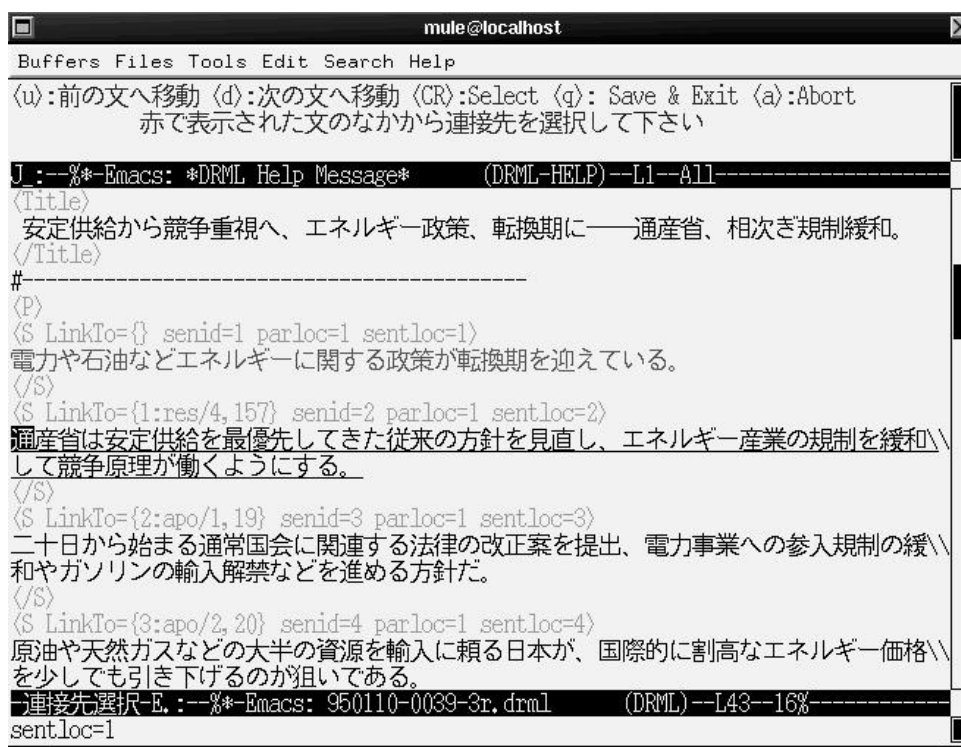 mule@localhost
Buffers Files Tools Edit Search Help
〈u〉:前の文へ移動 〈d〉:次の文へ移動 〈CR〉:Select 〈q〉: Save & Exit 〈a〉:Abort
赤で表示された文のなかから連接先を選択して下さい
J_:--%*-Emacs: *DRML Help Message* (DRML-HELP)--L1--All--------------------
〈Title〉
安定供給から競争重視へ、エネルギー政策、転換期に――通産省、相次ぎ規制緩和。
〈/Title〉
#-------------------------------------------
〈P〉
〈S LinkTo={} senid=1 parloc=1 sentloc=1〉
電力や石油などエネルギーに関する政策が転換期を迎えている。
〈/S〉
〈S LinkTo={1:res/4,157} senid=2 parloc=1 sentloc=2〉
通産省は安定供給を最優先してきた従来の方針を見直し、エネルギー産業の規制を緩和\\
して競争原理が働くようにする。
〈/S〉
〈S LinkTo={2:apo/1,19} senid=3 parloc=1 sentloc=3〉
二十日から始まる通常国会に関連する法律の改正案を提出、電力事業への参入規制の緩\\
和やガソリンの輸入解禁などを進める方針だ。
〈/S〉
〈S LinkTo={3:apo/2,20} senid=4 parloc=1 sentloc=4〉
原油や天然ガスなどの大半の資源を輸入に頼る日本が、国際的に割高なエネルギー価格\\
を少しでも引き下げるのが狙いである。
-連接先選択-E.:--%*-Emacs: 950110-0039-3r.drml (DRML)--L43--16%------------
sentloc=1